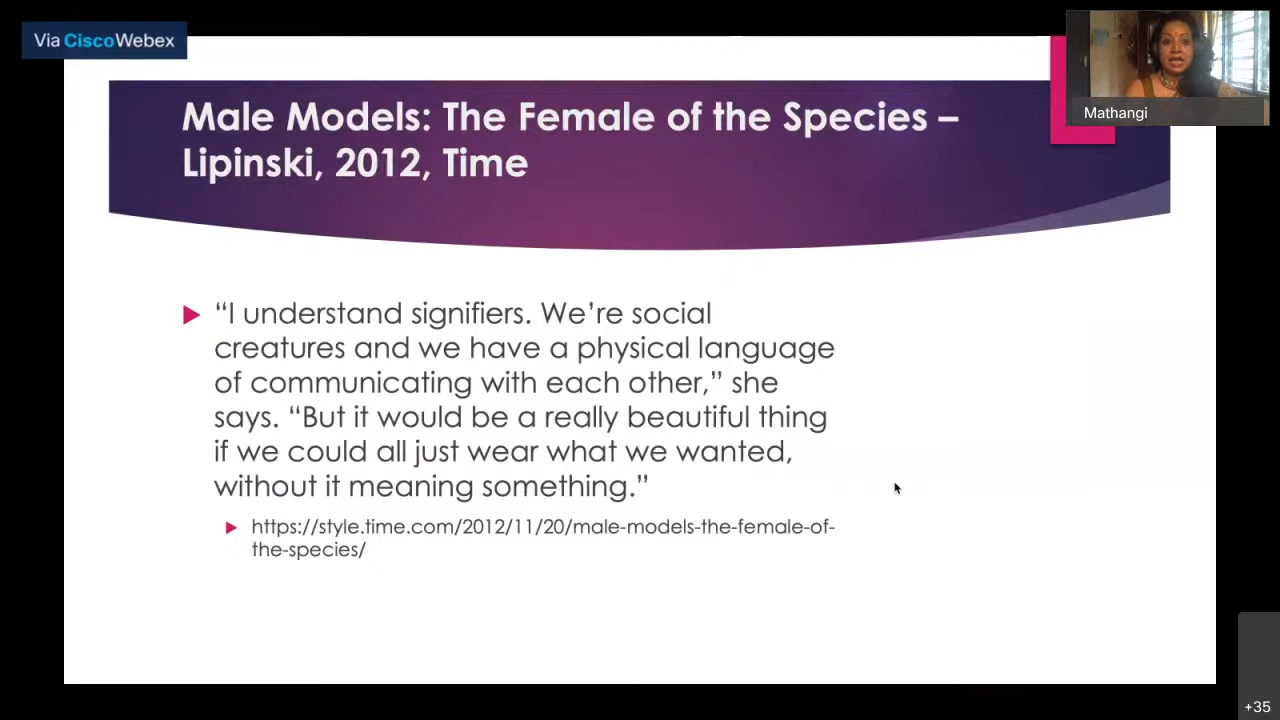 Via CiscoWebex
Mathangi
Male Models: The Female of the Species –
Lipinski, 2012, Time
“I understand signifiers. We’re social
creatures and we have a physical language
of communicating with each other,” she
says. “But it would be a really beautiful thing
if we could all just wear what we wanted,
without it meaning something.”
https://style.time.com/2012/11/20/male-models-the-female-of-
the-species/
+35